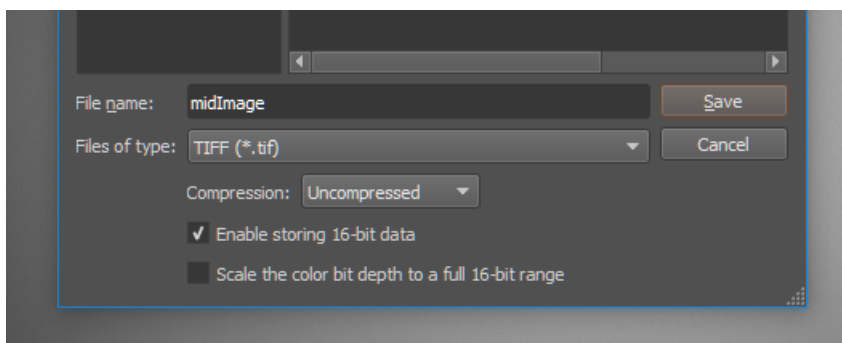 File name: midImage Save
Files of type: TIFF (*.tif) Cancel
Compression: Uncompressed
Enable storing 16-bit data
Scale the color bit depth to a full 16-bit range